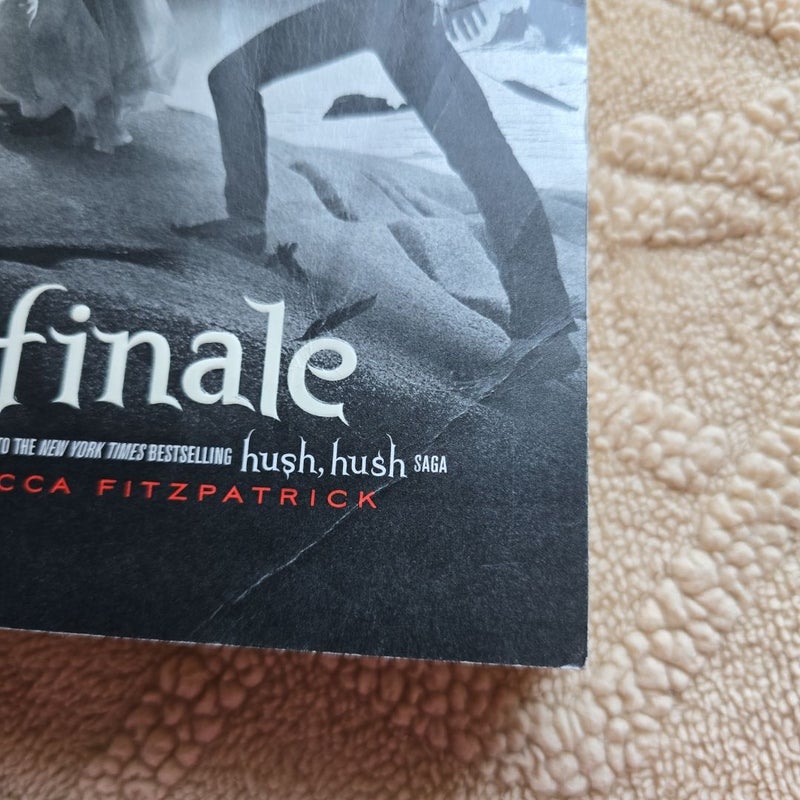 finale
TO THE NEW YORK TIMES BESTSELLING hush, hush SAGA
CCA FITZPATRICK